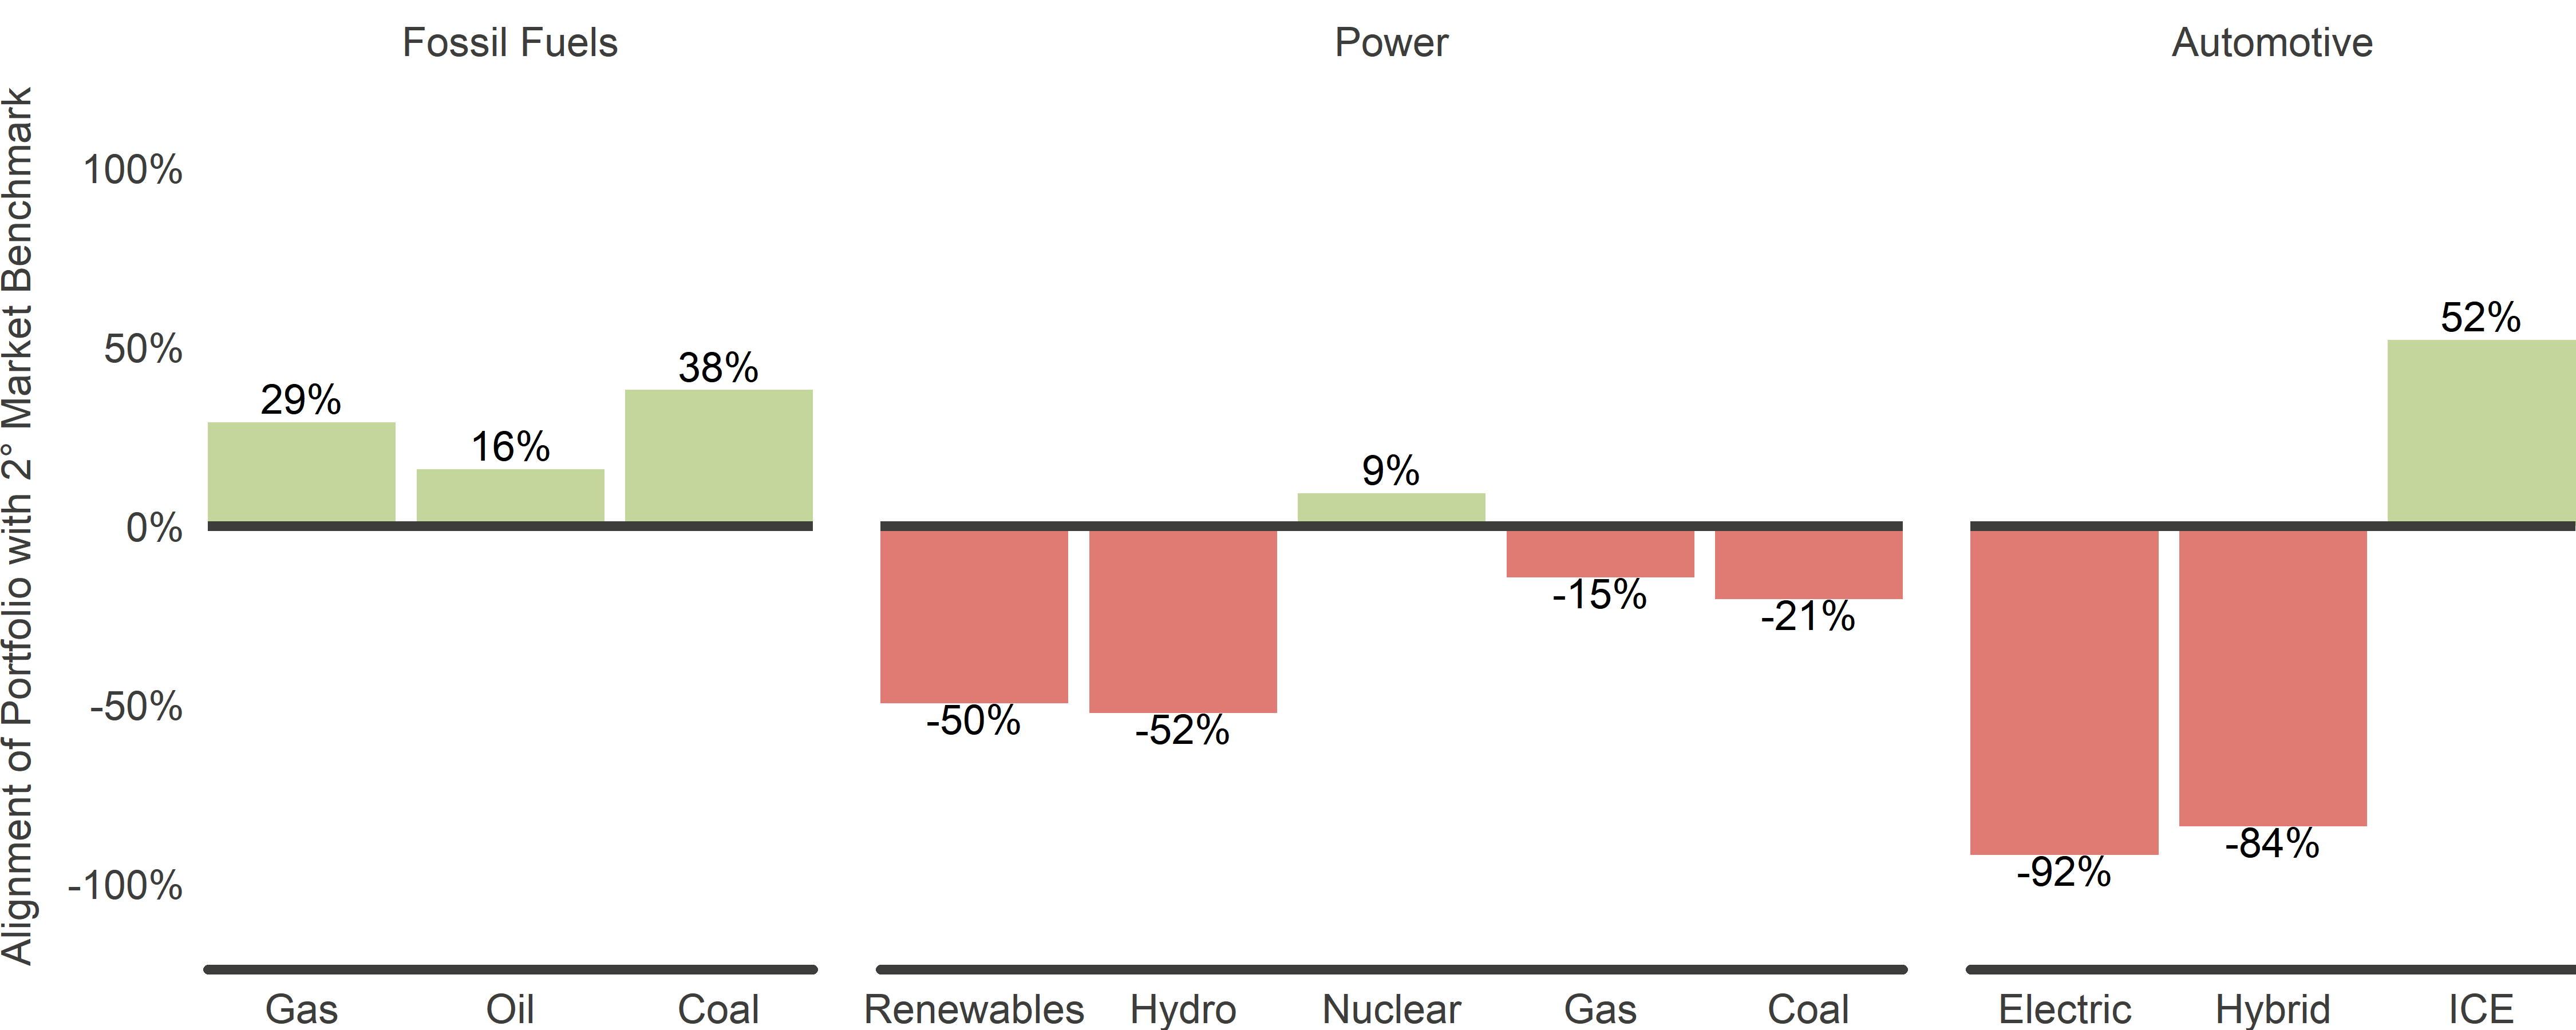 Fossil Fuels
Power
Automotive
Alignment of Portfolio with 2° Market Benchmark
100%
50%
0%
-50%
-100%
29%
16%
38%
-50%
-52%
9%
-15%
-21%
-92%
-84%
52%
Gas
Oil
Coal
Renewables
Hydro
Nuclear
Gas
Coal
Electric
Hybrid
ICE